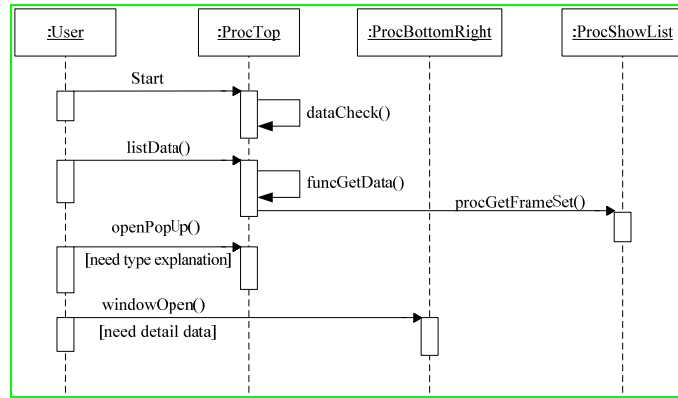 :User
:ProcTop
:ProcBottomRight
:ProcShowList
Start
dataCheck()
listData()
funcGetData()
procGetFrameSet()
openPopUp()
[need type explanation]
windowOpen()
[need detail data]